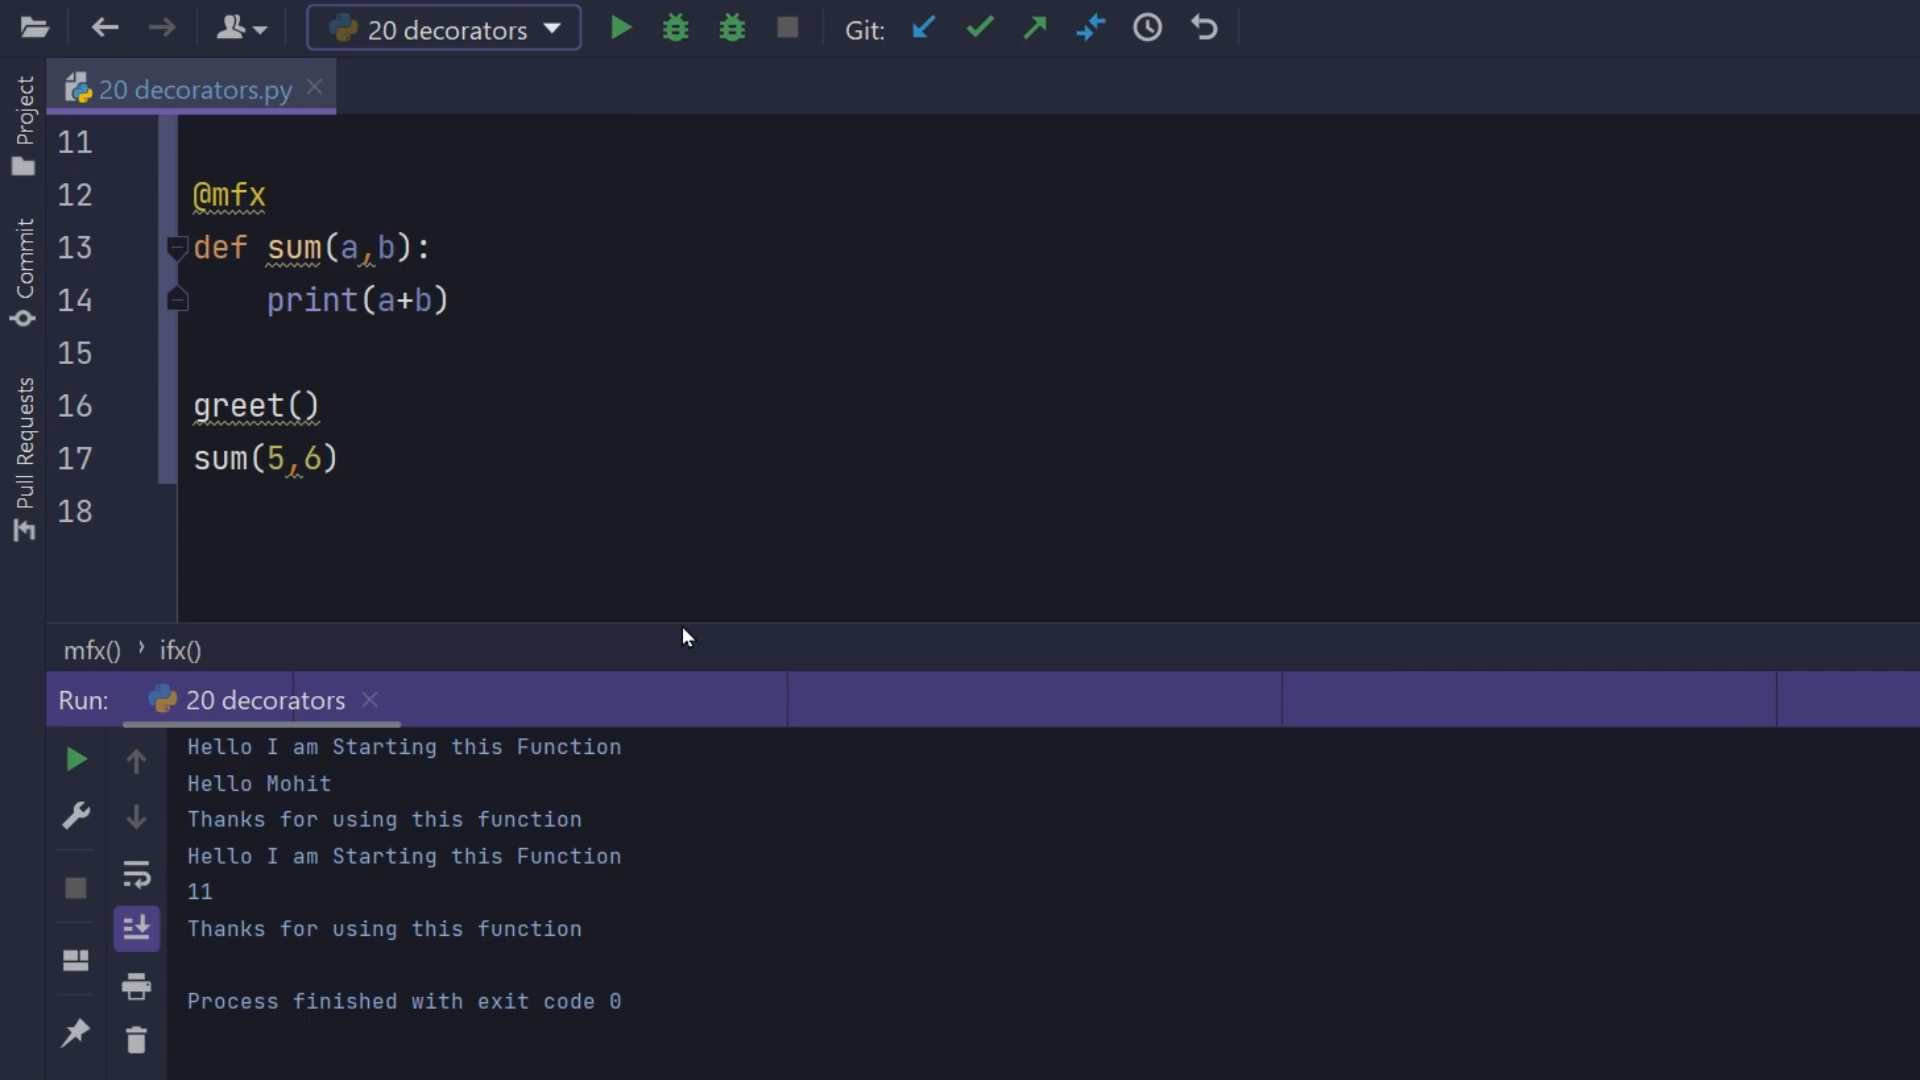 20 decorators
Git:
20 decorators.py
Project
Commit
Pull Requests
11
12 @mfx
13 def sum(a,b):
14     print(a+b)
15
16 greet()
17 sum(5,6)
18
mfx() › ifx()
Run: 20 decorators
Hello I am Starting this Function
Hello Mohit
Thanks for using this function
Hello I am Starting this Function
11
Thanks for using this function
Process finished with exit code 0